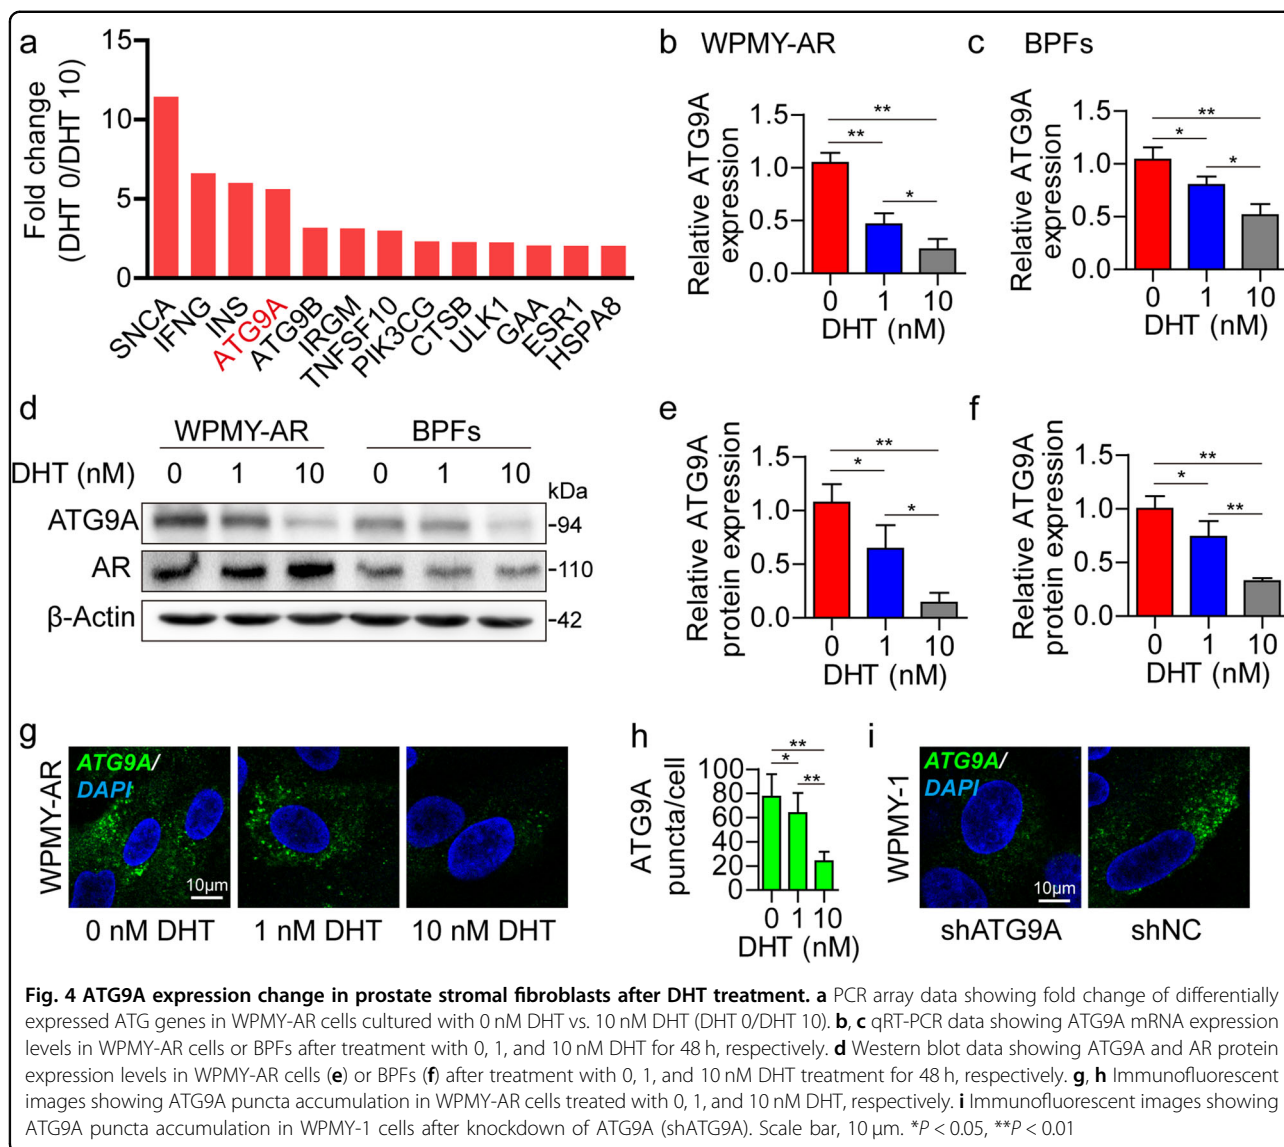 a
Fold change
(DHT 0/DHT 10)
15
10
5
0
SNCA
IFNG
INS
ATG9A
ATG9B
IRGM
TNFSF10
PIK3CG
CTSB
ULK1
GAA
ESR1
HSPA8
b WPMY-AR
Relative ATG9A
expression
1.5
1.0
0.5
0.0
**
**
*
0 1 10
DHT (nM)
c BPFs
Relative ATG9A
expression
1.5
1.0
0.5
0.0
**
*
*
0 1 10
DHT (nM)
d
WPMY-AR BPFs
DHT (nM) 0 1 10 0 1 10
kDa
ATG9A -94
AR -110
β-Actin -42
e
Relative ATG9A
protein expression
1.5
1.0
0.5
0.0
**
*
*
0 1 10
DHT (nM)
f
Relative ATG9A
protein expression
1.5
1.0
0.5
0.0
**
*
**
0 1 10
DHT (nM)
g
WPMY-AR
ATG9A/
DAPI
10μm
0 nM DHT 1 nM DHT 10 nM DHT
h
ATG9A
puncta/cell
100
80
60
40
20
0
**
*
**
0 1 10
DHT (nM)
i
WPMY-1
ATG9A/
DAPI
10μm
shATG9A shNC
Fig. 4 ATG9A expression change in prostate stromal fibroblasts after DHT treatment. a PCR array data showing fold change of differentially
expressed ATG genes in WPMY-AR cells cultured with 0 nM DHT vs. 10 nM DHT (DHT 0/DHT 10). b, c qRT-PCR data showing ATG9A mRNA expression
levels in WPMY-AR cells or BPFs after treatment with 0, 1, and 10 nM DHT for 48 h, respectively. d Western blot data showing ATG9A and AR protein
expression levels in WPMY-AR cells (e) or BPFs (f) after treatment with 0, 1, and 10 nM DHT treatment for 48 h, respectively. g, h Immunofluorescent
images showing ATG9A puncta accumulation in WPMY-AR cells treated with 0, 1, and 10 nM DHT, respectively. i Immunofluorescent images showing
ATG9A puncta accumulation in WPMY-1 cells after knockdown of ATG9A (shATG9A). Scale bar, 10 μm. *P < 0.05, **P < 0.01